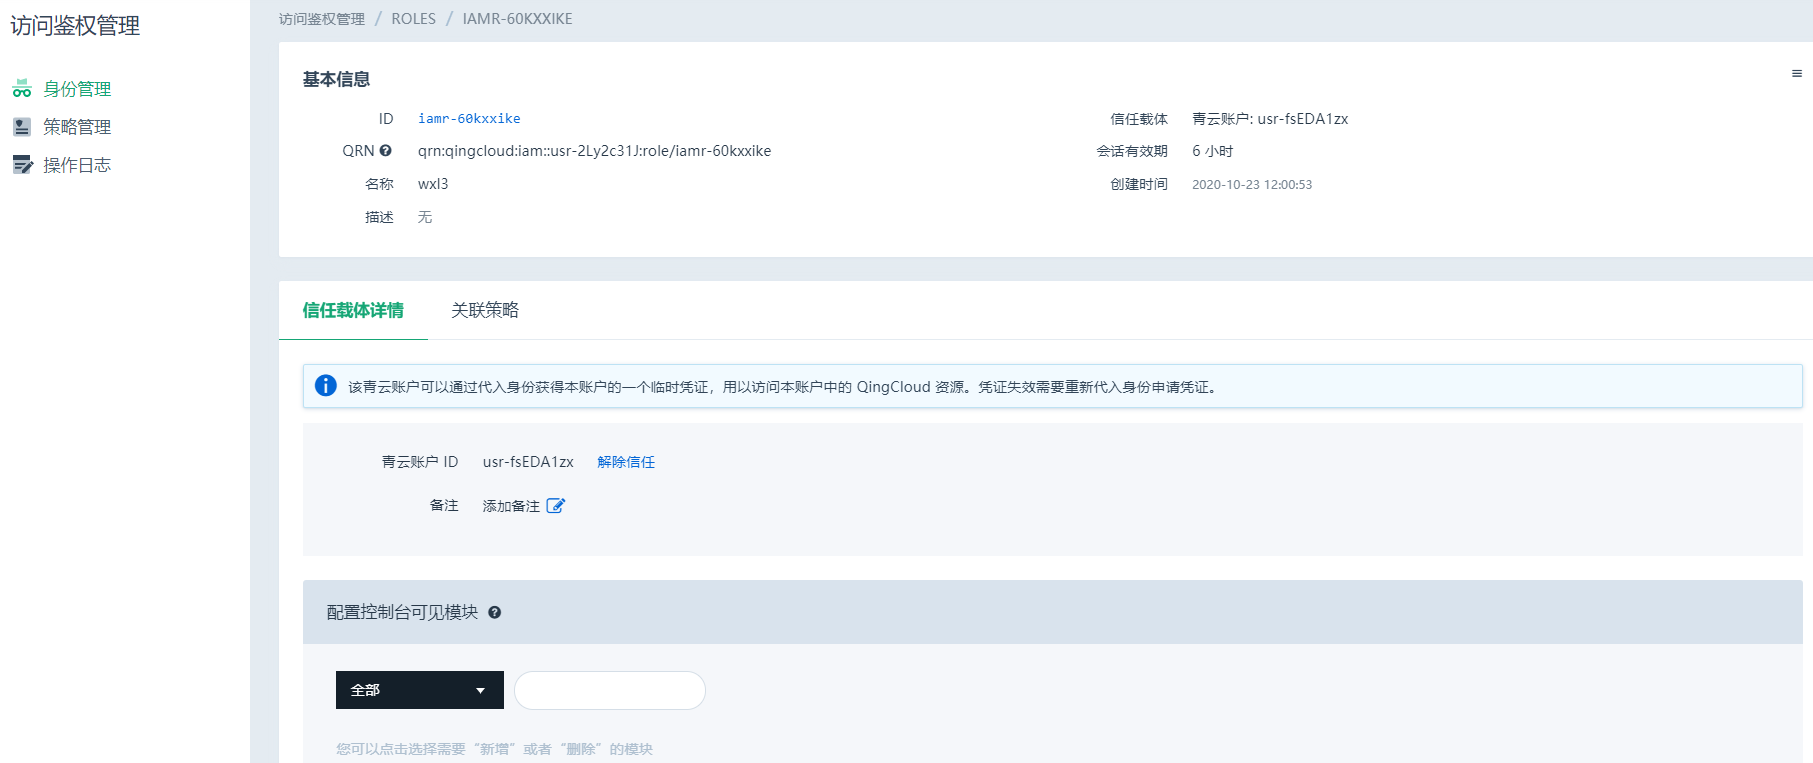 访问鉴权管理
身份管理
策略管理
操作日志
访问鉴权管理 / ROLES / IAMR-60KXXIKE
基本信息
ID iamr-60kxxike
QRN qrn:qingcloud:iam::usr-2Ly2c31J:role/iamr-60kxxike
名称 wxl3
描述 无
信任载体 青云账户: usr-fsEDA1zx
会话有效期 6 小时
创建时间 2020-10-23 12:00:53
信任载体详情 关联策略
该青云账户可以通过代入身份获得本账户的一个临时凭证，用以访问本账户中的 QingCloud 资源。凭证失效需要重新代入身份申请凭证。
青云账户 ID usr-fsEDA1zx 解除信任
备注 添加备注
配置控制台可见模块
全部
您可以点击选择需要“新增”或者“删除”的模块